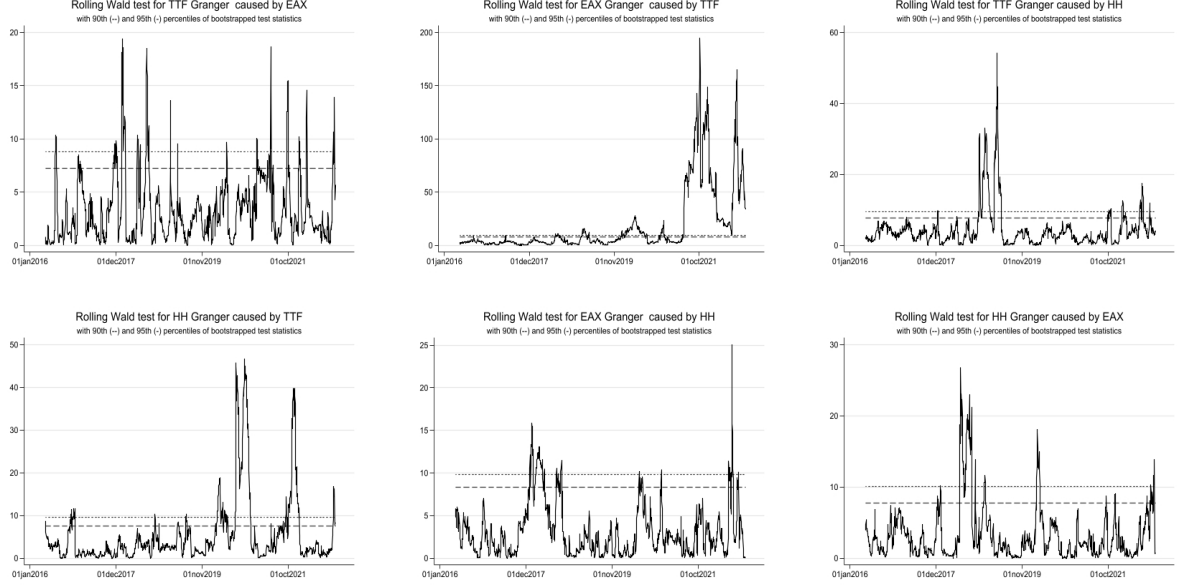 Rolling Wald test for TTF Granger caused by EAX
with 90th (--) and 95th (-) percentiles of bootstrapped test statistics
20
15
10
5
0
01jan2016 01dec2017 01nov2019 01oct2021
Rolling Wald test for EAX Granger caused by TTF
with 90th (--) and 95th (-) percentiles of bootstrapped test statistics
200
150
100
50
0
01jan2016 01dec2017 01nov2019 01oct2021
Rolling Wald test for TTF Granger caused by HH
with 90th (--) and 95th (-) percentiles of bootstrapped test statistics
60
40
20
0
01jan2016 01dec2017 01nov2019 01oct2021
Rolling Wald test for HH Granger caused by TTF
with 90th (--) and 95th (-) percentiles of bootstrapped test statistics
50
40
30
20
10
0
01jan2016 01dec2017 01nov2019 01oct2021
Rolling Wald test for EAX Granger caused by HH
with 90th (--) and 95th (-) percentiles of bootstrapped test statistics
25
20
15
10
5
0
01jan2016 01dec2017 01nov2019 01oct2021
Rolling Wald test for HH Granger caused by EAX
with 90th (--) and 95th (-) percentiles of bootstrapped test statistics
30
20
10
0
01jan2016 01dec2017 01nov2019 01oct2021